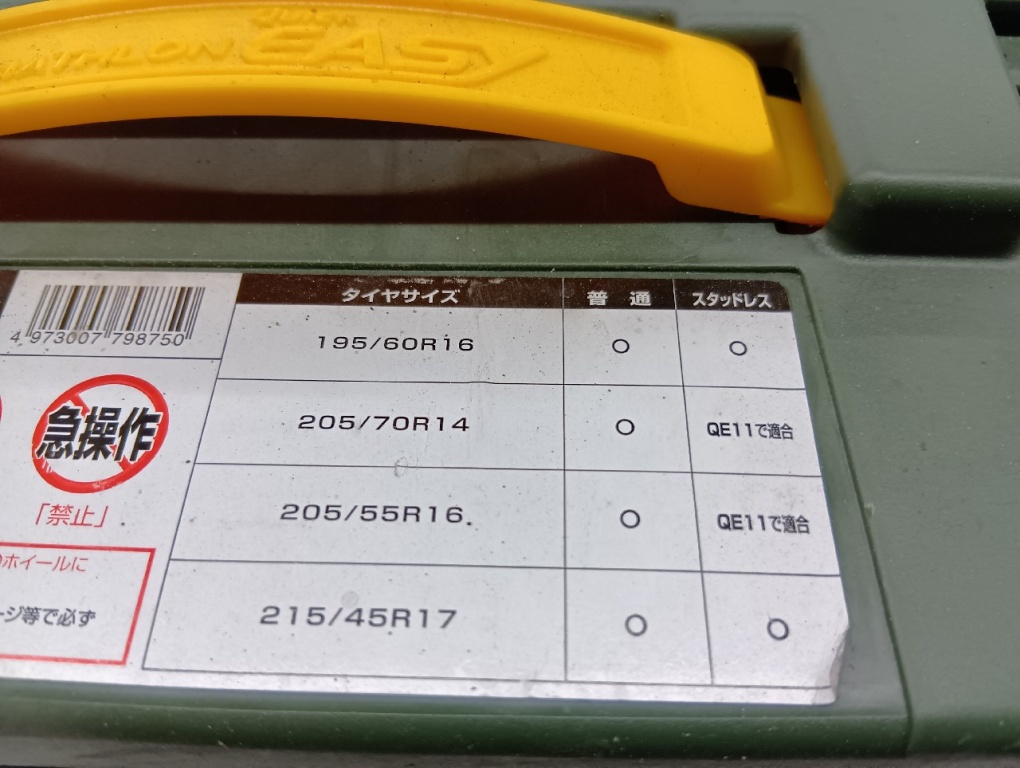 EASY
4 973007 798750
タイヤサイズ 普 通 スタッドレス
195/60R16 ○ ○
205/70R14 ○ QE11で適合
205/55R16 ○ QE11で適合
215/45R17 ○ ○
急操作
「禁止」
ホイールに
ージ等で必ず